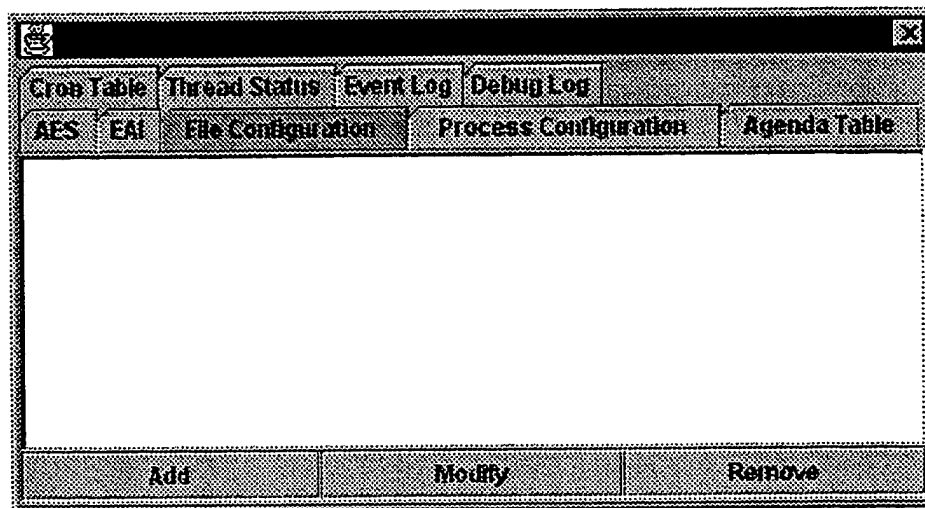 Cron Table Thread Status Event Log Debug Log
AES EAI File Configuration Process Configuration Agenda Table
Add Modify Remove